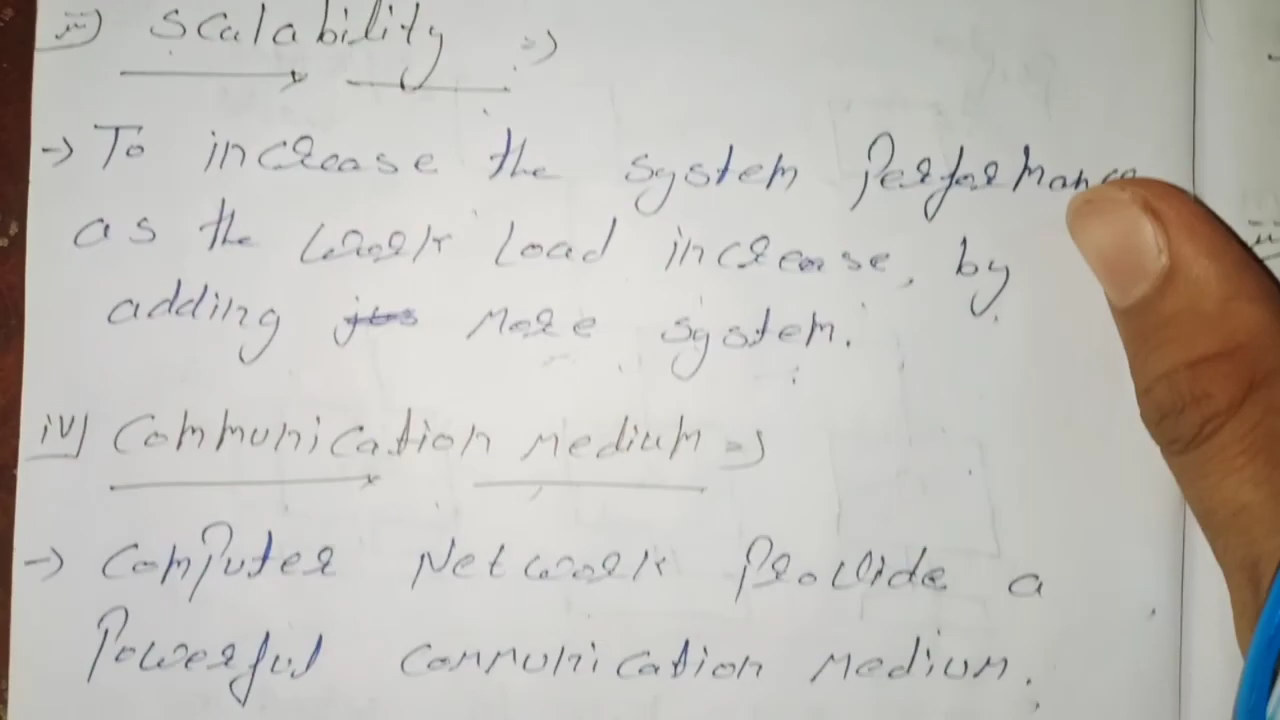 iii) Scalability =>
-> To increase the system Performance
as the work load increase, by
adding more system.
iv) Communication Medium =>
-> Computer Network Provide a
Powerful communication Medium.